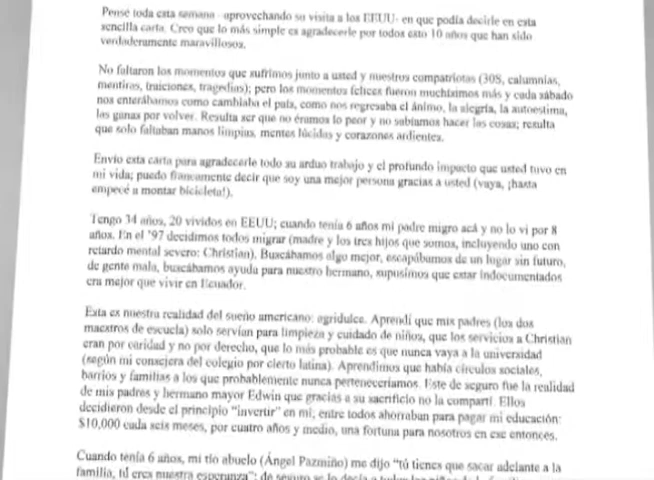 Pensé toda esta semana -aprovechando su visita a los EEUU- en que podía decirle en esta
sencilla carta. Creo que lo más simple es agradecerle por todos esto 10 años que han sido
verdaderamente maravillosos.
No faltaron los momentos que sufrimos junto a usted y nuestros compatriotas (30S, calumnias,
mentiras, traiciones, tragedias); pero los momentos felices fueron muchísimos más y cada sábado
nos enterábamos como cambiaba el país, como nos regresaba el ánimo, la alegría, la autoestima,
las ganas por volver. Resulta ser que no éramos lo peor y no sabíamos hacer las cosas; resulta
que solo faltaban manos limpias, mentes lúcidas y corazones ardientes.
Envío esta carta para agradecerle todo su arduo trabajo y el profundo impacto que usted tuvo en
mi vida; puedo francamente decir que soy una mejor persona gracias a usted (vaya, ¡hasta
empecé a montar bicicleta!).
Tengo 34 años, 20 vividos en EEUU; cuando tenía 6 años mi padre migro acá y no lo vi por 8
años. En el '97 decidimos todos migrar (madre y los tres hijos que somos, incluyendo uno con
retardo mental severo: Christian). Buscábamos algo mejor, escapábamos de un lugar sin futuro,
de gente mala, buscábamos ayuda para nuestro hermano, supusimos que estar indocumentados
era mejor que vivir en Ecuador.
Esta es nuestra realidad del sueño americano: agridulce. Aprendí que mis padres (los dos
maestros de escuela) solo servían para limpieza y cuidado de niños, que los servicios a Christian
eran por caridad y no por derecho, que lo más probable es que nunca vaya a la universidad
(según mi consejera del colegio por cierto latina). Aprendimos que había círculos sociales,
barrios y familias a los que probablemente nunca perteneceríamos. Este de seguro fue la realidad
de mis padres y hermano mayor Edwin que gracias a su sacrificio no la compartí. Ellos
decidieron desde el principio "invertir" en mi; entre todos ahorraban para pagar mi educación:
$10,000 cada seis meses, por cuatro años y medio, una fortuna para nosotros en ese entonces.
Cuando tenía 6 años, mi tío abuelo (Ángel Pazmiño) me dijo "tú tienes que sacar adelante a la
familia, tú eres nuestra esperanza"; de seguro se lo decía a todos los niños de la